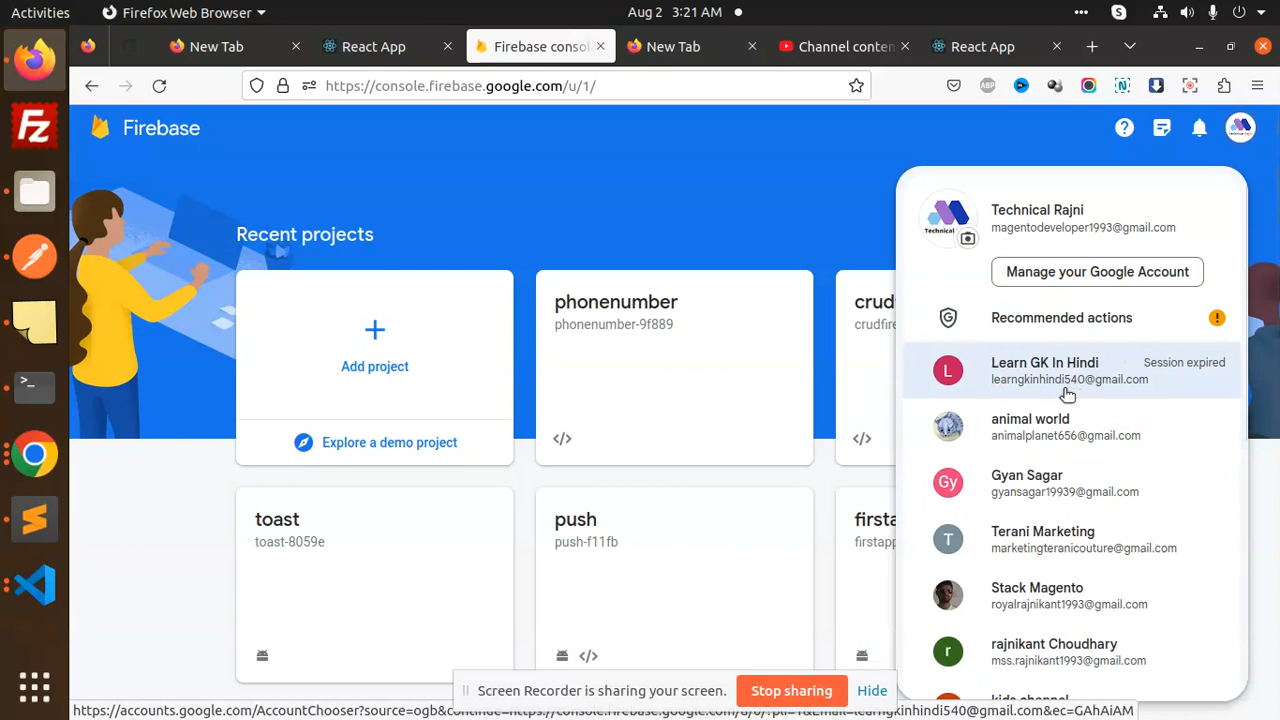 Activities Firefox Web Browser Aug 2 3:21 AM
New Tab React App Firebase conso New Tab Channel conten React App
https://console.firebase.google.com/u/1/
ABP
Firebase
Technical Rajni
magentodeveloper1993@gmail.com
Manage your Google Account
Recommended actions
Learn GK In Hindi Session expired
learngkinhindi540@gmail.com
animal world
animalplanet656@gmail.com
Gyan Sagar
gyansagar19939@gmail.com
Terani Marketing
marketingteranicouture@gmail.com
Stack Magento
royalrajnikant1993@gmail.com
rajnikant Choudhary
mss.rajnikant1993@gmail.com
Recent projects
Add project
Explore a demo project
phonenumber
phonenumber-9f889
crud
crudfire
toast
toast-8059e
push
push-f11fb
firsta
firstapp
Screen Recorder is sharing your screen. Stop sharing Hide